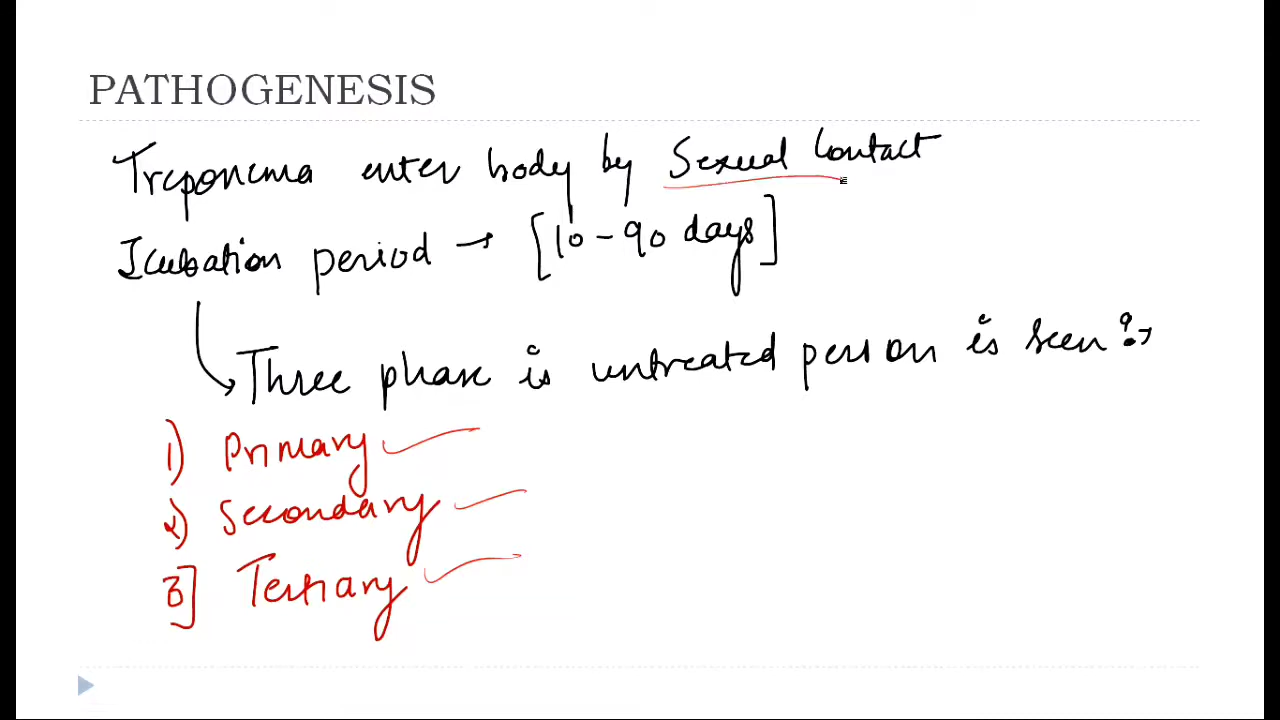 PATHOGENESIS
Treponema enter body by Sexual Contact
Icubation period → [10-90 days]
Three phase is untreated person is seen?→
1) Primary
2) Secondary
3] Tertiary